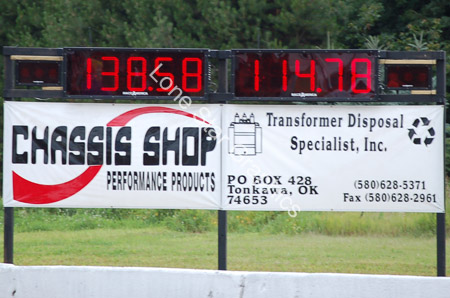 138.58 114.78
CHASSIS SHOP
PERFORMANCE PRODUCTS
Transformer Disposal
Specialist, Inc.
PO BOX 428
Tonkawa, OK
74653
(580)628-5371
Fax (580)628-2961